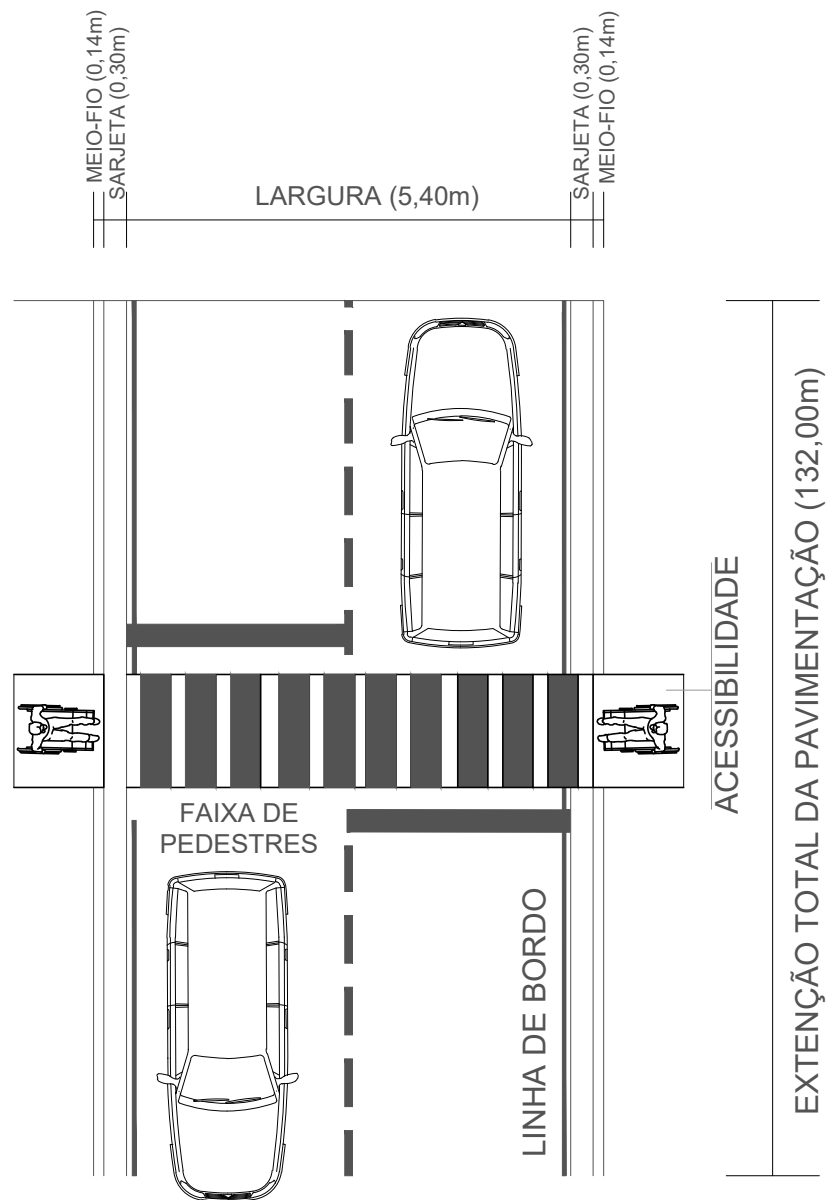 MEIO-FIO (0,14m)
SARJETA (0,30m)
LARGURA (5,40m)
SARJETA (0,30m)
MEIO-FIO (0,14m)
ACESSIBILIDADE
EXTENÇÃO TOTAL DA PAVIMENTAÇÃO (132,00m)
FAIXA DE
PEDESTRES
LINHA DE BORDO